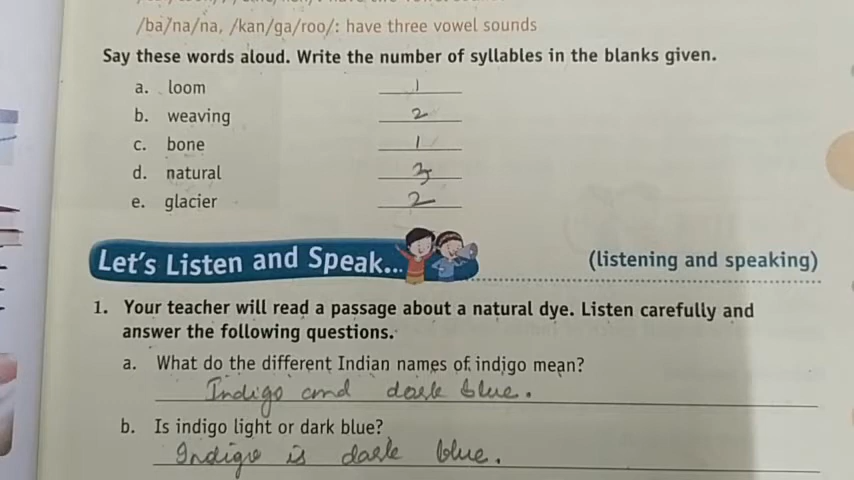 /ba/na/na, /kan/ga/roo/: have three vowel sounds
Say these words aloud. Write the number of syllables in the blanks given.
a. loom 1
b. weaving 2
c. bone 1
d. natural 3
e. glacier 2
Let's Listen and Speak... (listening and speaking)
1. Your teacher will read a passage about a natural dye. Listen carefully and
answer the following questions.
a. What do the different Indian names of indigo mean?
Indigo and dark blue.
b. Is indigo light or dark blue?
Indigo is dark blue.